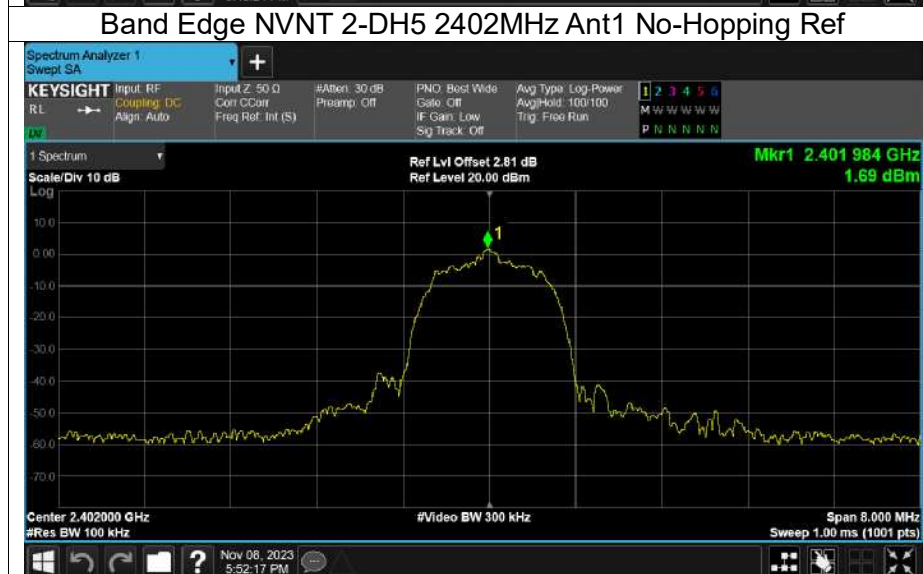 Band Edge NVNT 2-DH5 2402MHz Ant1 No-Hopping Ref
Spectrum Analyzer 1
Swept SA
+
KEYSIGHT Input: RF Input Z: 50 Ω #Atten: 30 dB PNO: Best Wide Avg Type: Log-Power 1 2 3 4 5 6
RL Coupling: DC Corr CCorr Preamp: Off Gate: Off Avg|Hold: 100/100 M W W W W W
Align: Auto Freq Ref: Int (S) IF Gain: Low Trig: Free Run
Sig Track: Off P N N N N N
1 Spectrum Ref Lvl Offset 2.81 dB Mkr1 2.401 984 GHz
Scale/Div 10 dB Ref Level 20.00 dBm 1.69 dBm
Log
10.0
1
0.00
-10.0
-20.0
-30.0
-40.0
-50.0
-60.0
-70.0
Center 2.402000 GHz #Video BW 300 kHz Span 8.000 MHz
#Res BW 100 kHz Sweep 1.00 ms (1001 pts)
? Nov 08, 2023
5:52:17 PM